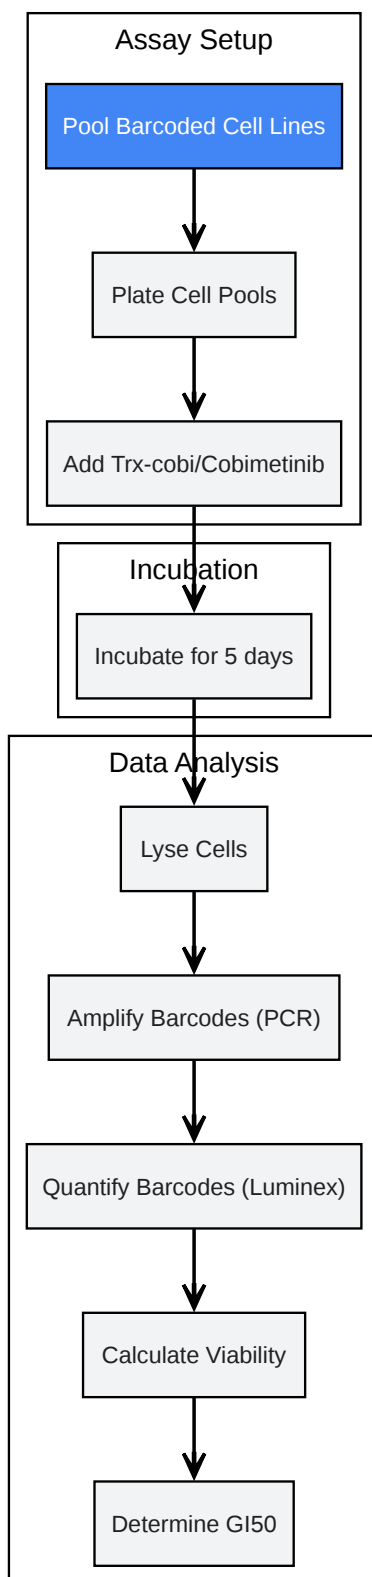 Assay Setup
Pool Barcoded Cell Lines
Plate Cell Pools
Add Trx-cobi/Cobimetinib
Incubation
Incubate for 5 days
Data Analysis
Lyse Cells
Amplify Barcodes (PCR)
Quantify Barcodes (Luminex)
Calculate Viability
Determine GI50